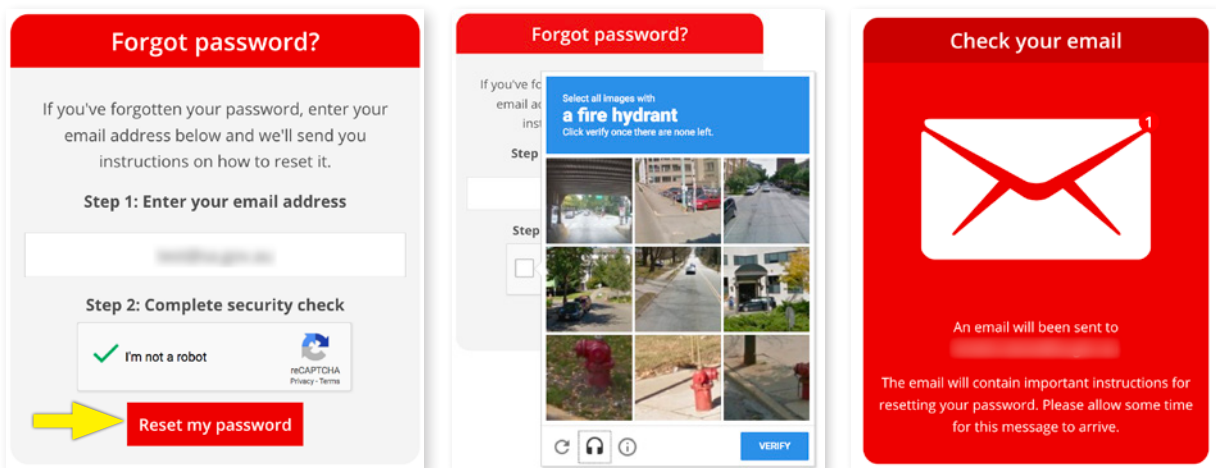 Forgot password?
If you've forgotten your password, enter your
email address below and we'll send you
instructions on how to reset it.
Step 1: Enter your email address
Step 2: Complete security check
I'm not a robot
reCAPTCHA
Privacy - Terms
Reset my password
Forgot password?
If you've fo
email ad
inst
Step
Step
Select all images with
a fire hydrant
Click verify once there are none left.
VERIFY
Check your email
1
An email will been sent to
The email will contain important instructions for
resetting your password. Please allow some time
for this message to arrive.